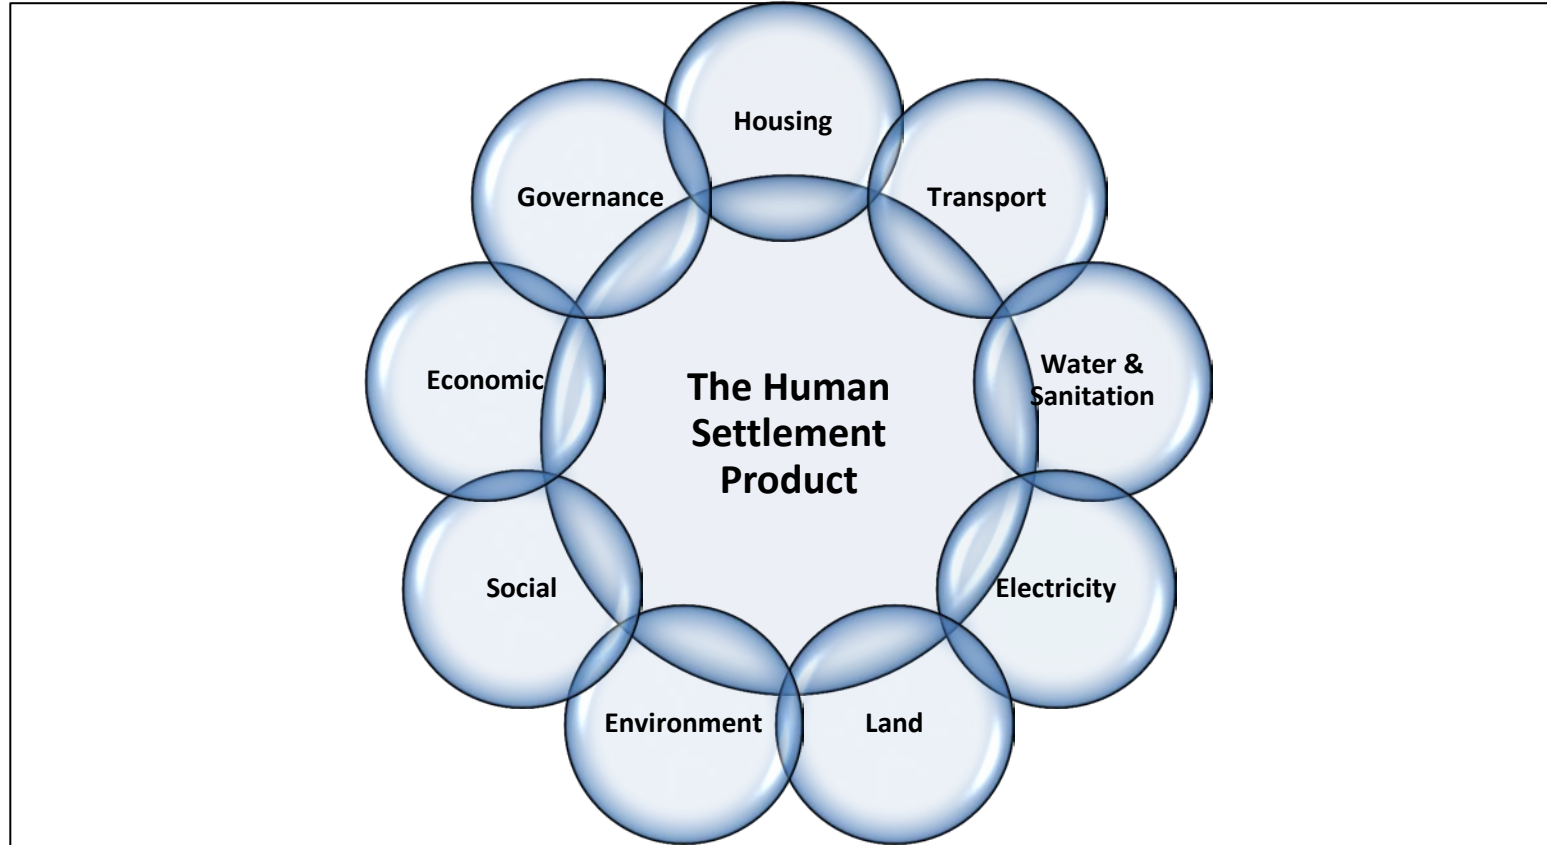 Housing
Transport
Water &
Sanitation
Electricity
Land
Environment
Social
Economic
Governance
The Human
Settlement
Product